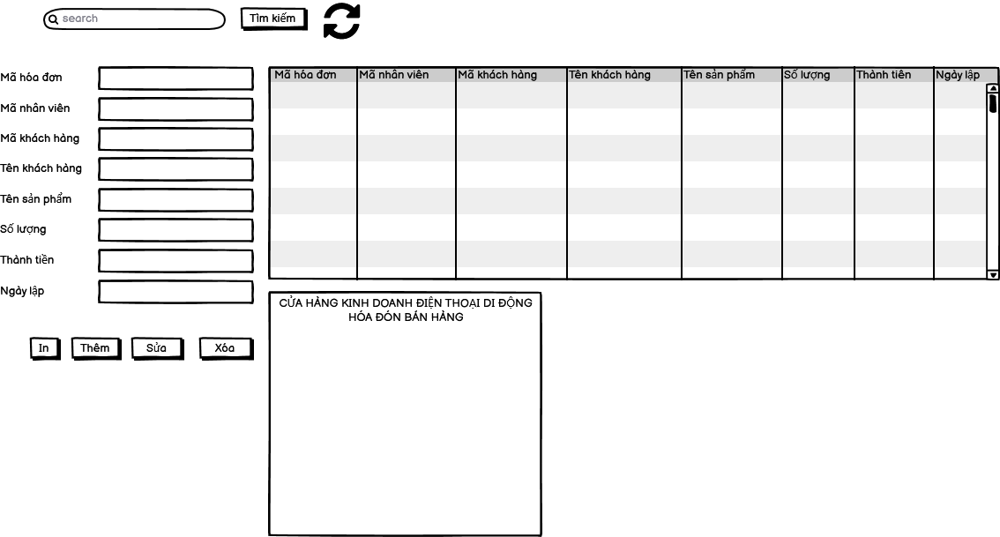 search
Tìm kiếm
Mã hóa đơn
Mã nhân viên
Mã khách hàng
Tên khách hàng
Tên sản phẩm
Số lượng
Thành tiền
Ngày lập
In
Thêm
Sửa
Xóa
Mã hóa đơn Mã nhân viên Mã khách hàng Tên khách hàng Tên sản phẩm Số lượng Thành tiên Ngày lập
CỬA HÀNG KINH DOANH ĐIỆN THOẠI DI ĐỘNG
HÓA ĐÓN BÁN HÀNG